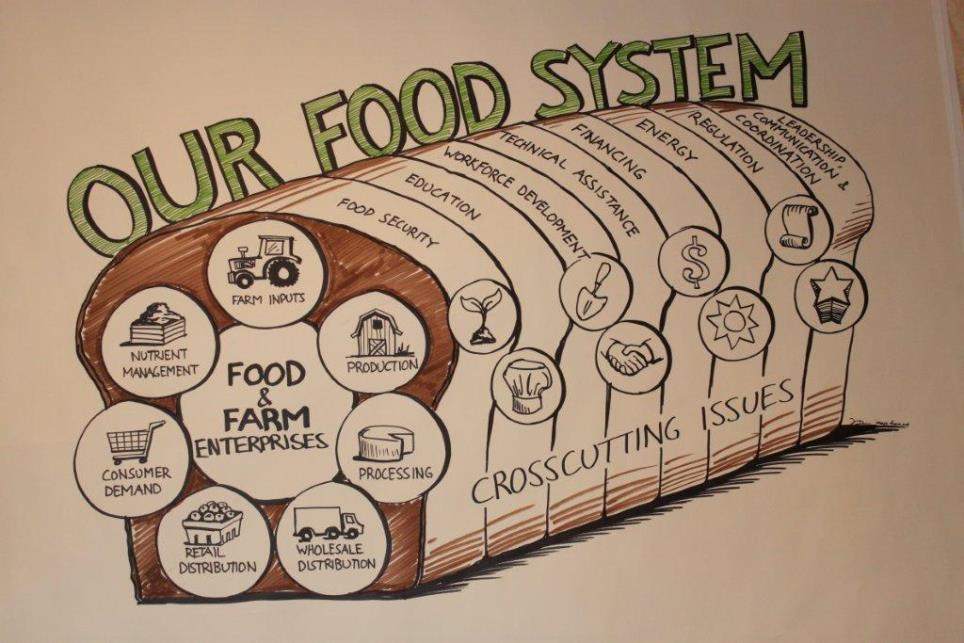 OUR FOOD SYSTEM
FOOD SECURITY
EDUCATION
WORKFORCE DEVELOPMENT
TECHNICAL ASSISTANCE
FINANCING
ENERGY
REGULATION
LEADERSHIP,
COMMUNICATION &
COORDINATION
FARM INPUTS
PRODUCTION
PROCESSING
WHOLESALE
DISTRIBUTION
RETAIL
DISTRIBUTION
CONSUMER
DEMAND
NUTRIENT
MANAGEMENT
FOOD
&
FARM
ENTERPRISES
$
CROSSCUTTING ISSUES